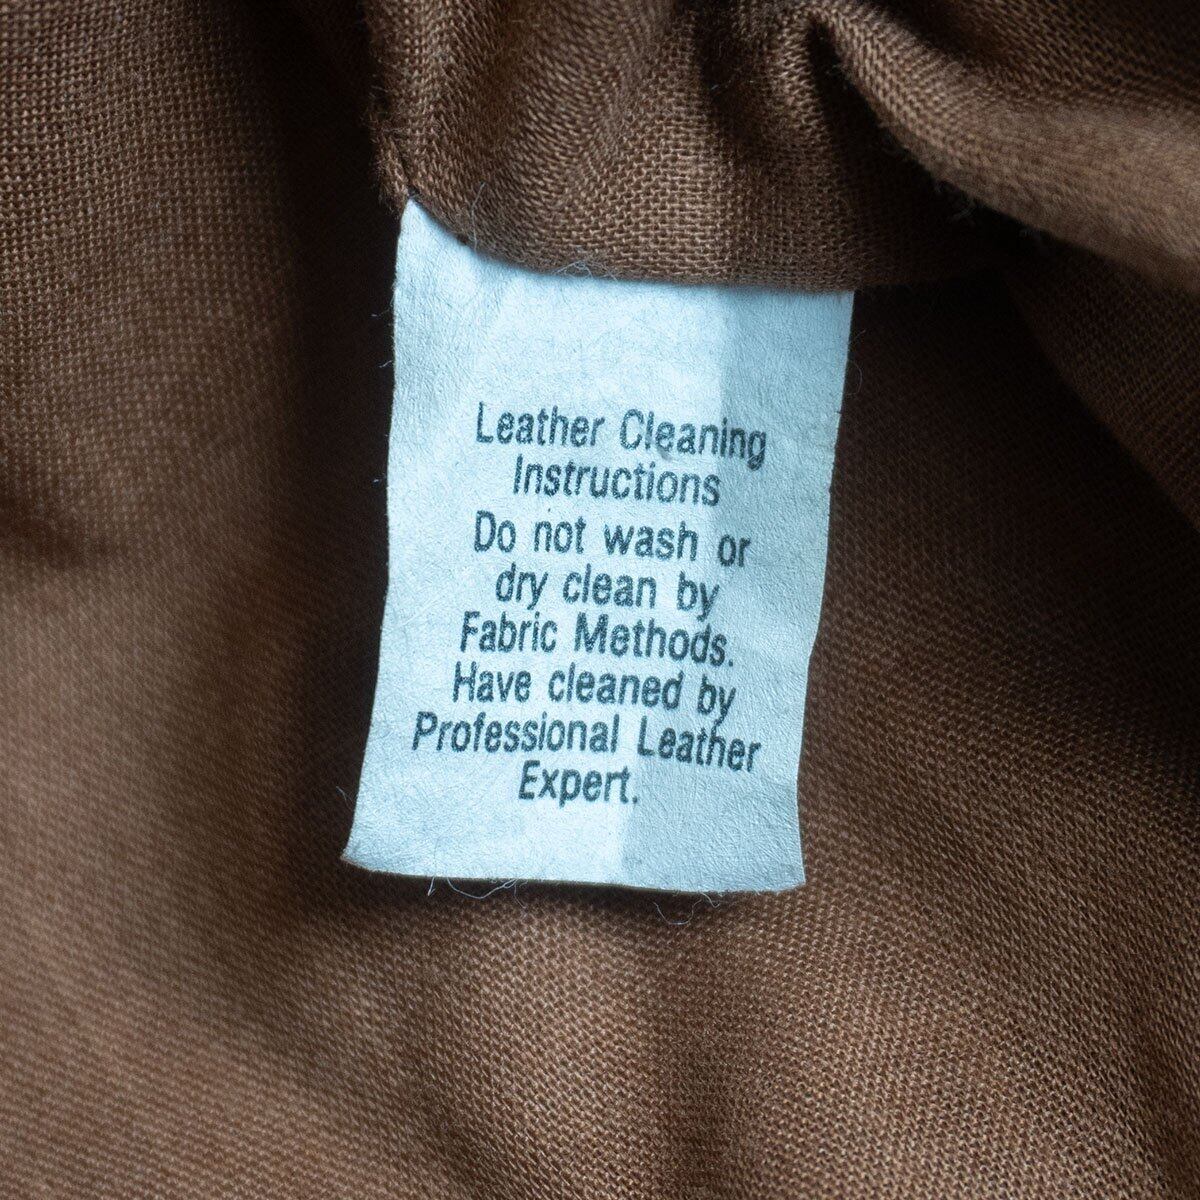 Leather Cleaning
Instructions
Do not wash or
dry clean by
Fabric Methods.
Have cleaned by
Professional Leather
Expert.